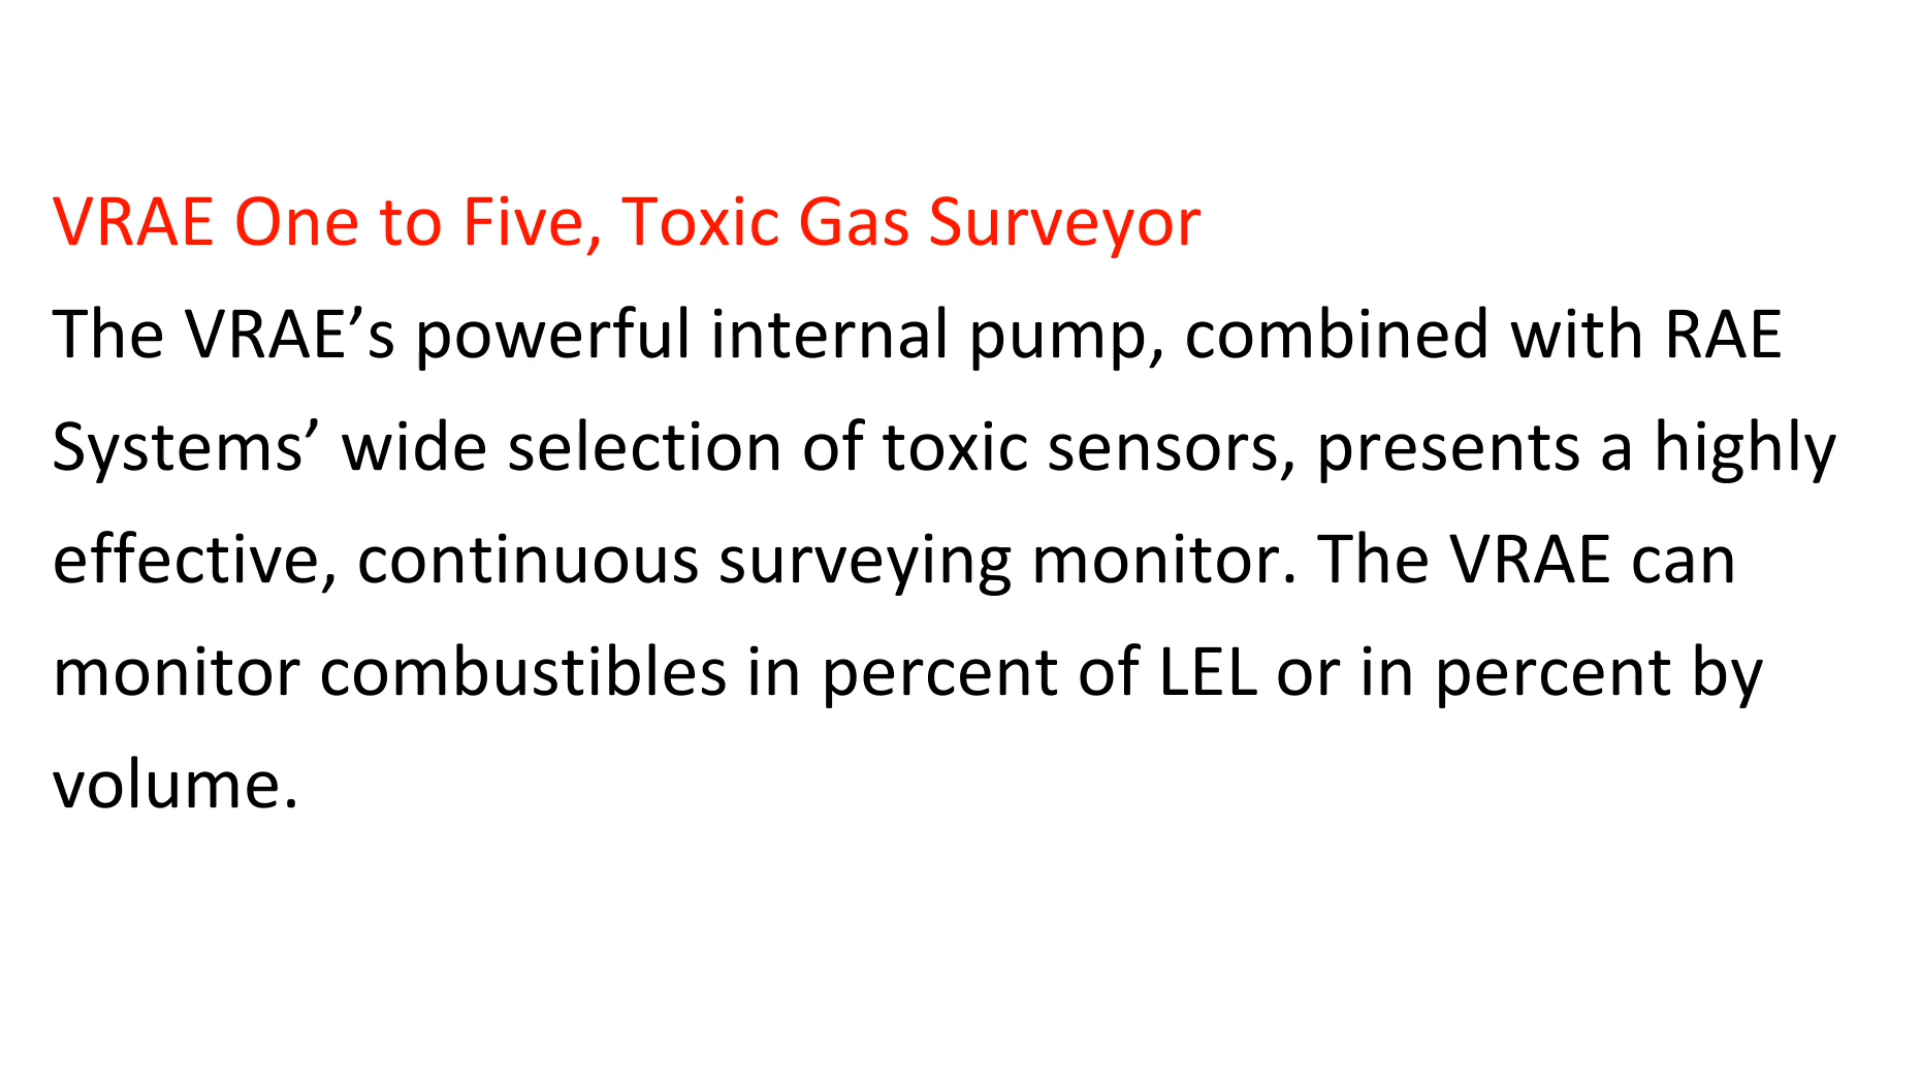 VRAE One to Five, Toxic Gas Surveyor
The VRAE’s powerful internal pump, combined with RAE
Systems’ wide selection of toxic sensors, presents a highly
effective, continuous surveying monitor. The VRAE can
monitor combustibles in percent of LEL or in percent by
volume.